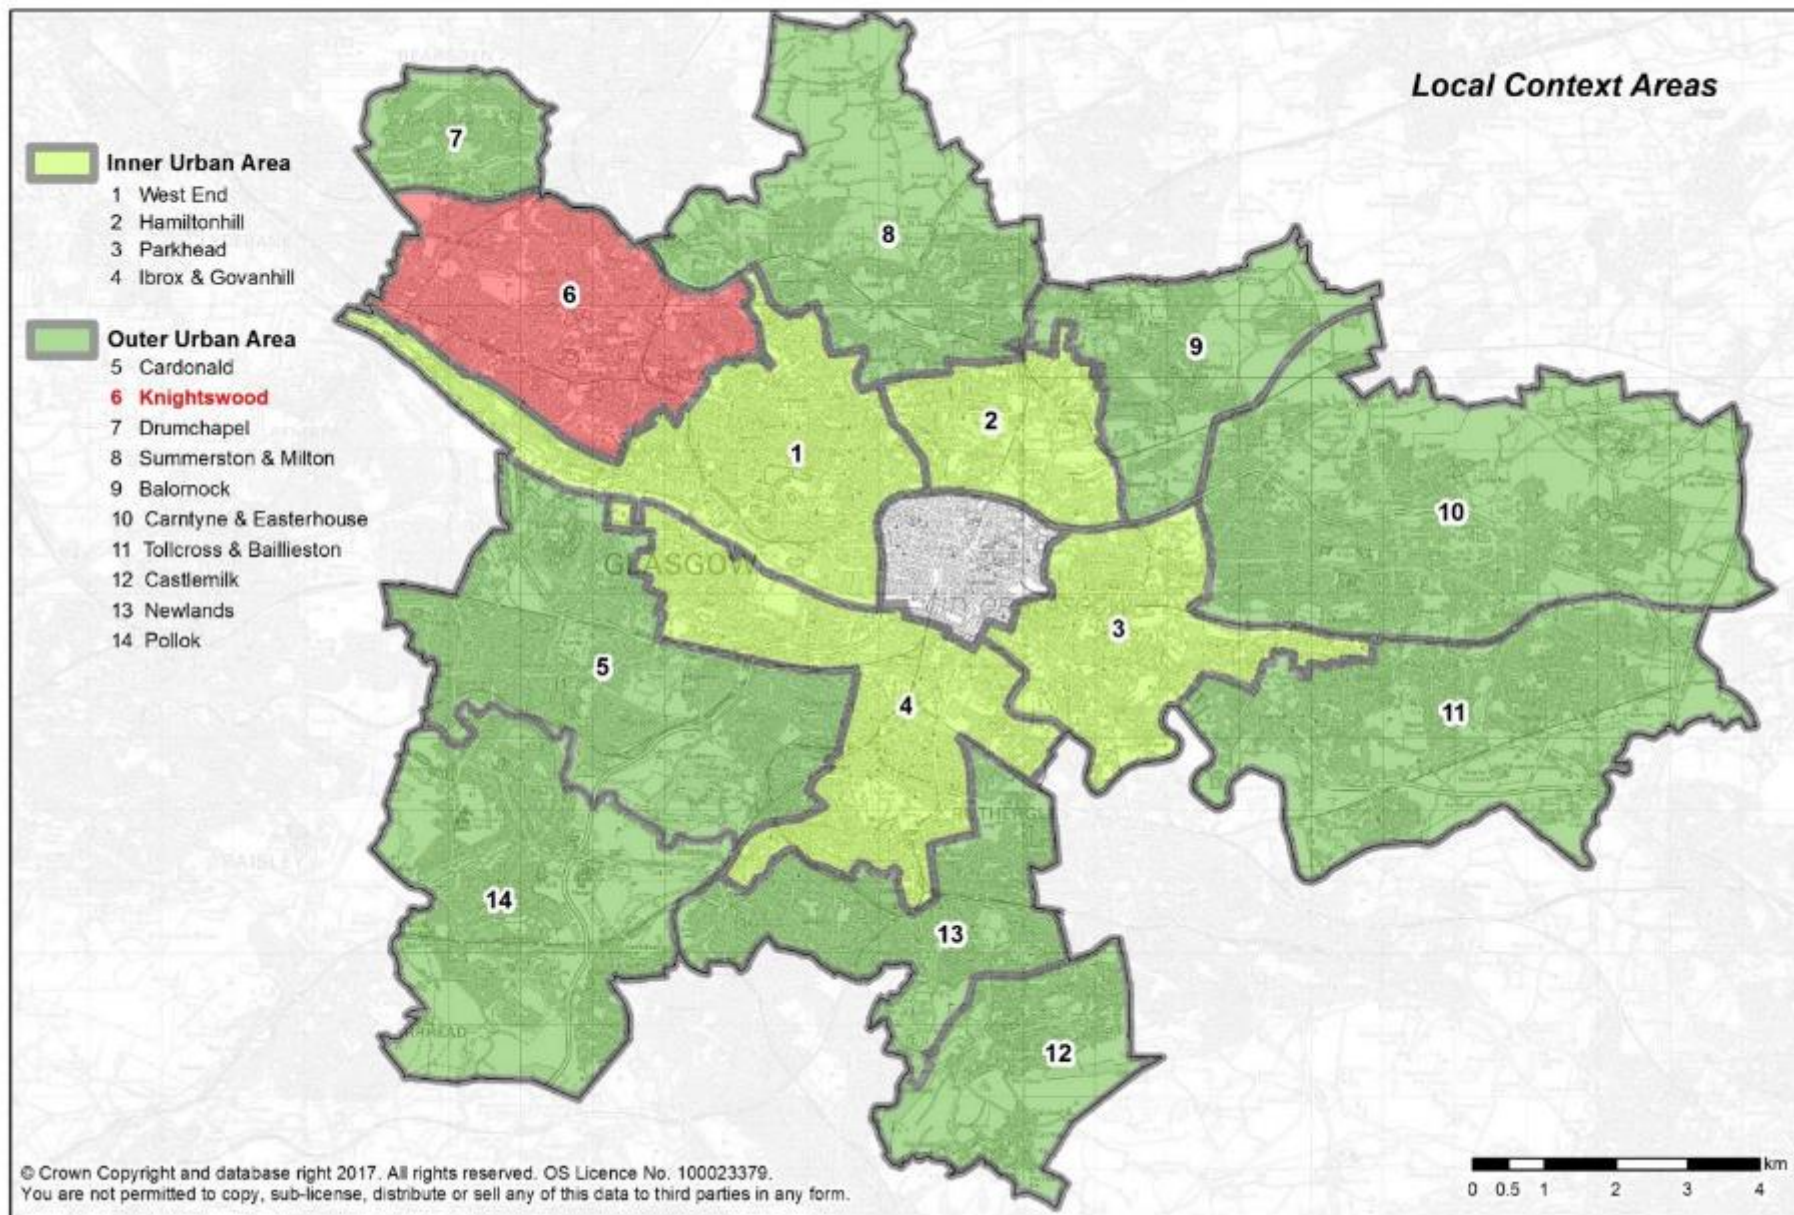 Local Context Areas
Inner Urban Area
1 West End
2 Hamiltonhill
3 Parkhead
4 Ibrox & Govanhill
Outer Urban Area
5 Cardonald
6 Knightswood
7 Drumchapel
8 Summerston & Milton
9 Balornock
10 Carntyne & Easterhouse
11 Tollcross & Baillieston
12 Castlemilk
13 Newlands
14 Pollok
7
8
6
9
2
1
10
GLASGOW
3
5
4
11
14
13
12
PAISLEY
© Crown Copyright and database right 2017. All rights reserved. OS Licence No. 100023379.
You are not permitted to copy, sub-license, distribute or sell any of this data to third parties in any form.
km
0 0.5 1 2 3 4